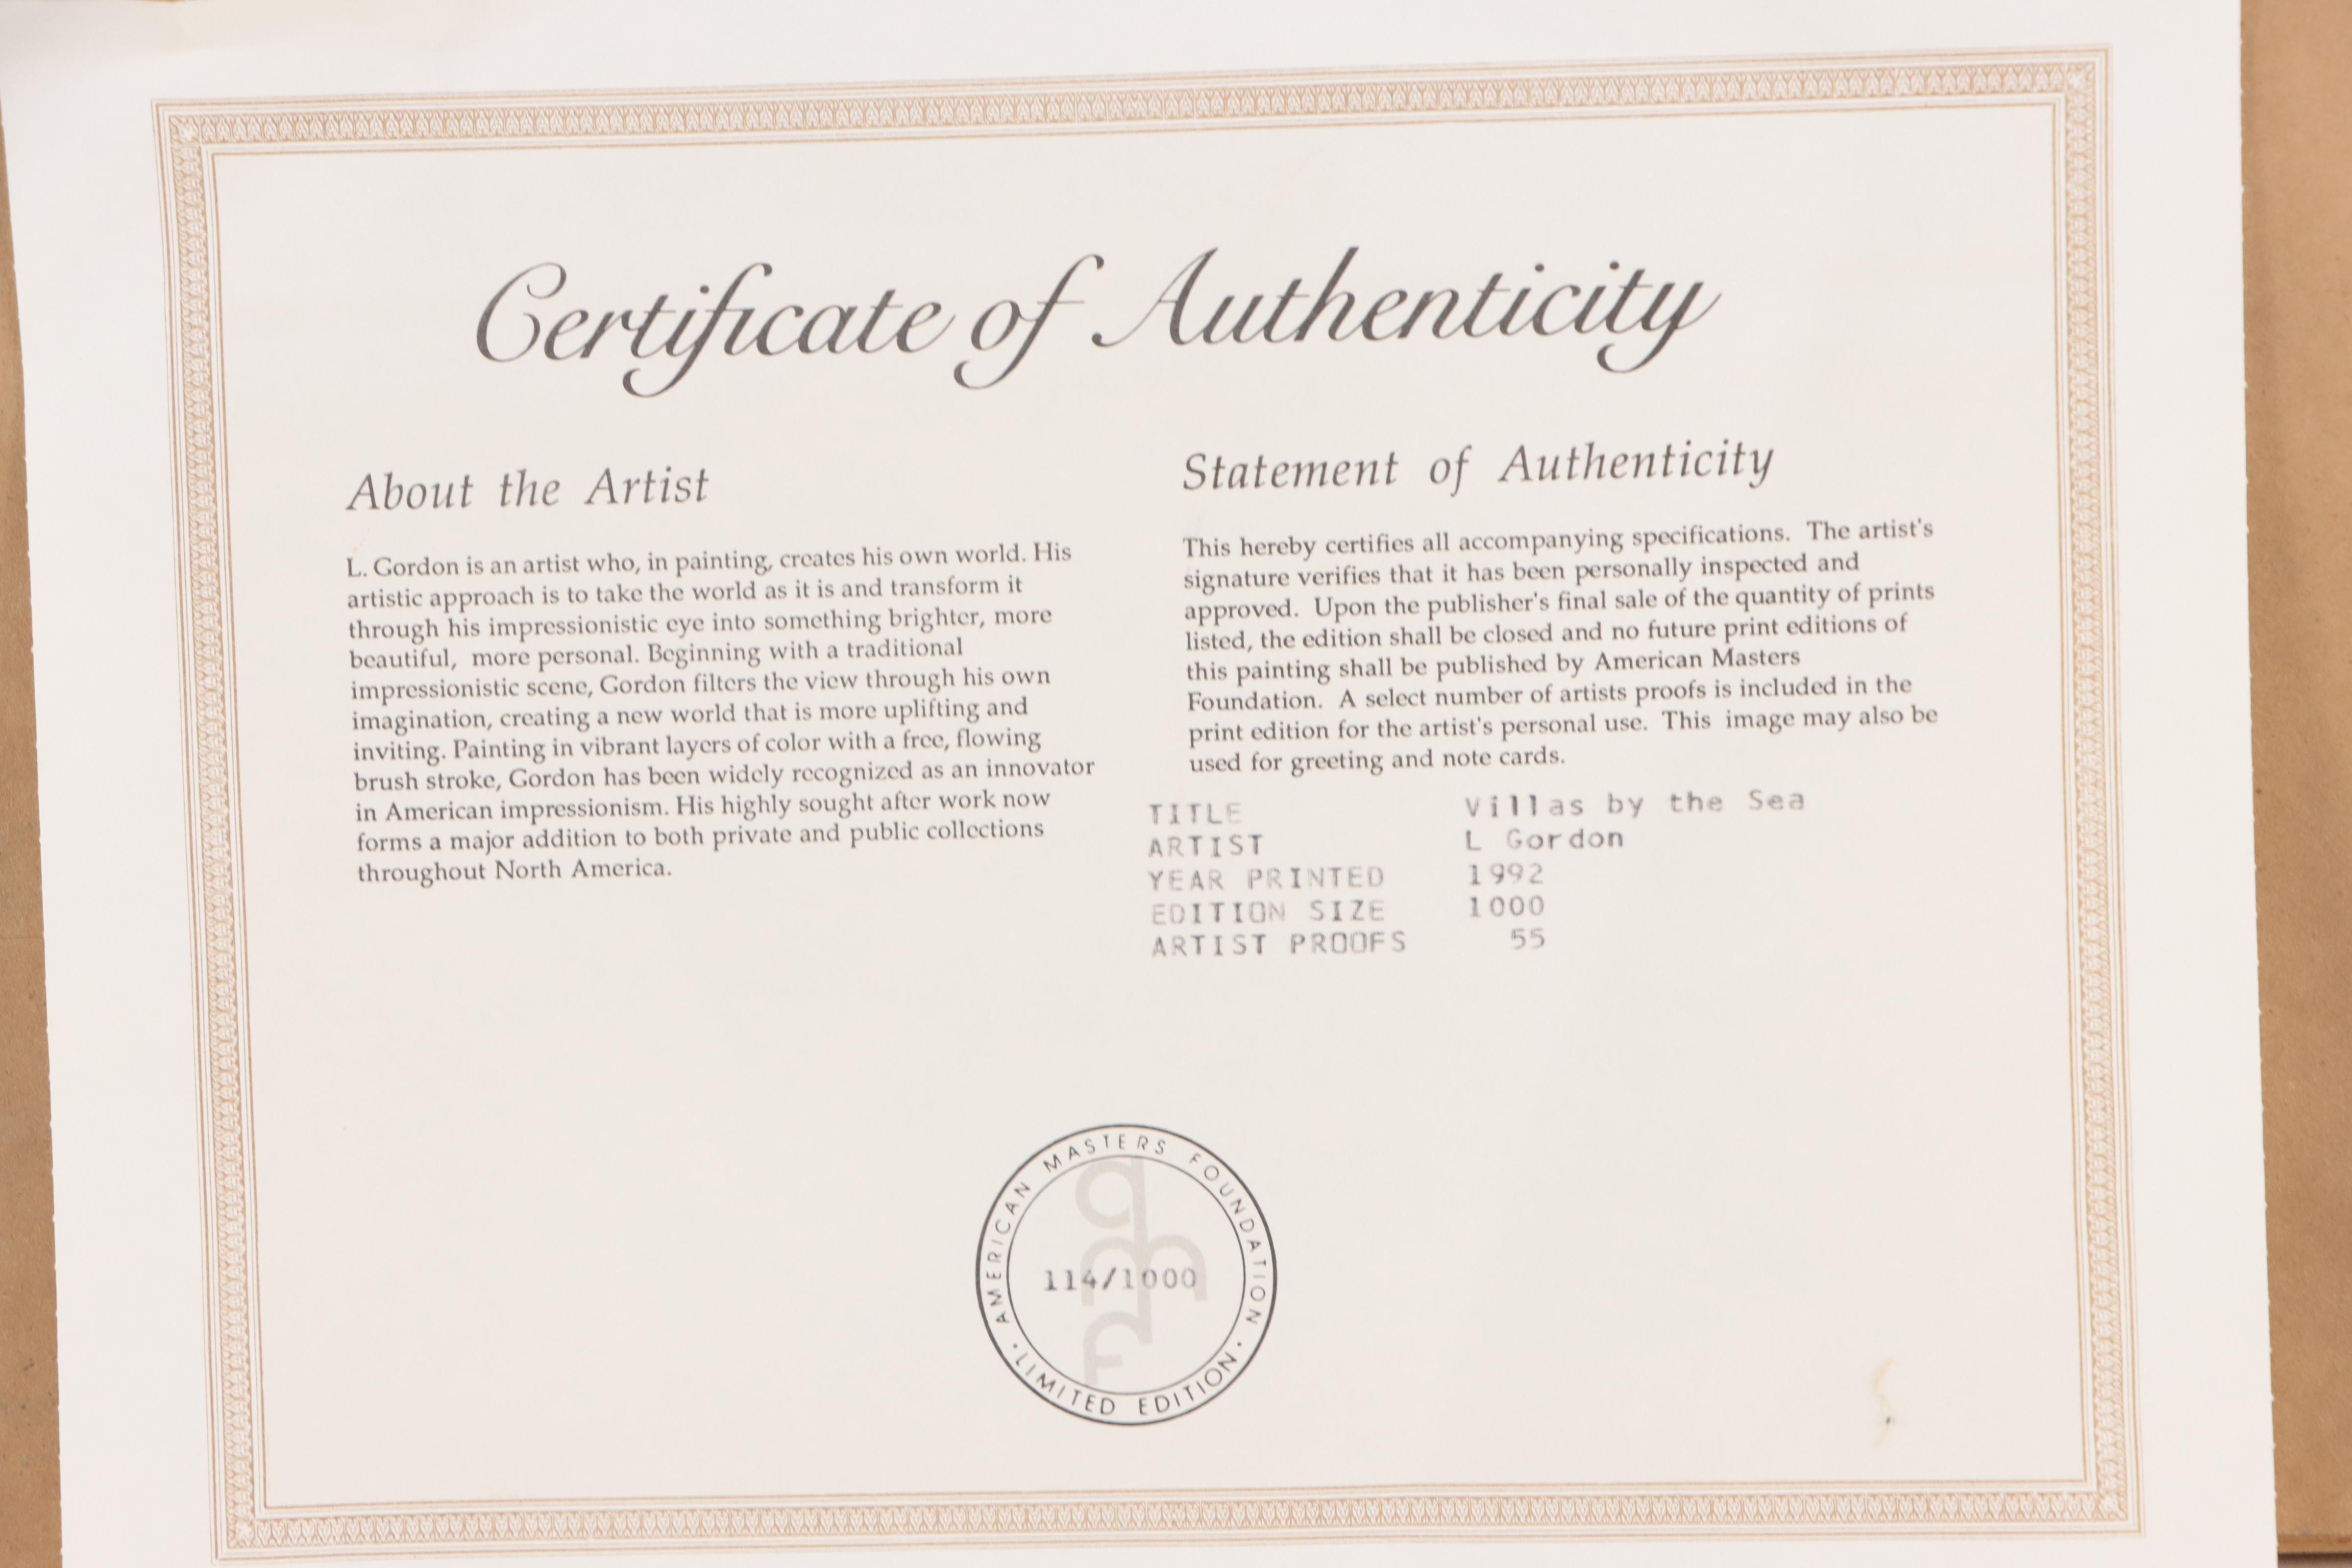 Certificate of Authenticity
About the Artist
L. Gordon is an artist who, in painting, creates his own world. His
artistic approach is to take the world as it is and transform it
through his impressionistic eye into something brighter, more
beautiful, more personal. Beginning with a traditional
impressionistic scene, Gordon filters the view through his own
imagination, creating a new world that is more uplifting and
inviting. Painting in vibrant layers of color with a free, flowing
brush stroke, Gordon has been widely recognized as an innovator
in American impressionism. His highly sought after work now
forms a major addition to both private and public collections
throughout North America.
Statement of Authenticity
This hereby certifies all accompanying specifications. The artist's
signature verifies that it has been personally inspected and
approved. Upon the publisher's final sale of the quantity of prints
listed, the edition shall be closed and no future print editions of
this painting shall be published by American Masters
Foundation. A select number of artists proofs is included in the
print edition for the artist's personal use. This image may also be
used for greeting and note cards.
TITLE Villas by the Sea
ARTIST L Gordon
YEAR PRINTED 1992
EDITION SIZE 1000
ARTIST PROOFS 55
AMERICAN MASTERS FOUNDATION
amf
114/1000
LIMITED EDITION